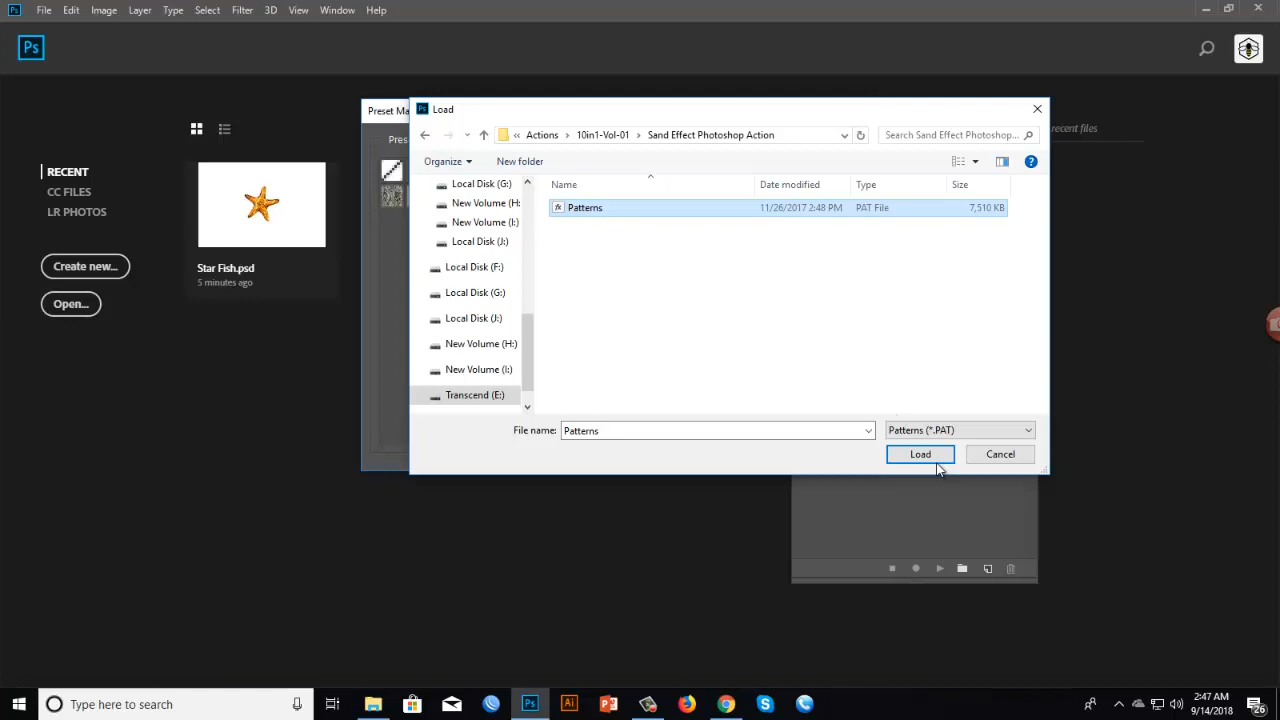 Ps File Edit Image Layer Type Select Filter 3D View Window Help
Ps
Preset Ma
Load
Pres
Actions 10in1-Vol-01 Sand Effect Photoshop Action
Search Sand Effect Photoshop...
recent files
Organize New folder
RECENT
CC FILES
LR PHOTOS
Create new...
Open...
Star Fish.psd
5 minutes ago
Local Disk (G:)
New Volume (H:
New Volume (I:)
Local Disk (J:)
Local Disk (F:)
Local Disk (G:)
Local Disk (J:)
New Volume (H:)
New Volume (I:)
Transcend (E:)
Name Date modified Type Size
Patterns 11/26/2017 2:48 PM PAT File 7,510 KB
File name: Patterns Patterns (*.PAT)
Load Cancel
Type here to search
Ps Ai
2:47 AM
9/14/2018
26